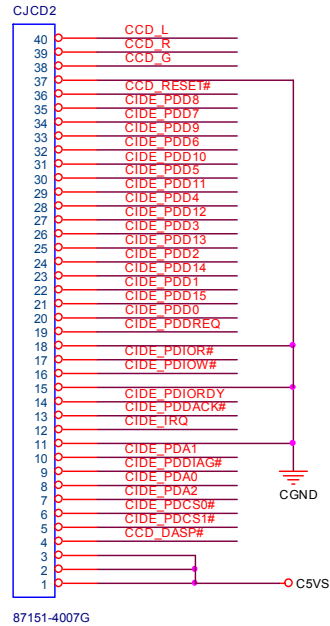 CJCD2
40 CCD_L
39 CCD_R
38 CCD_G
37
36 CCD_RESET#
35 CIDE_PDD8
34 CIDE_PDD7
33 CIDE_PDD9
32 CIDE_PDD6
31 CIDE_PDD10
30 CIDE_PDD5
29 CIDE_PDD11
28 CIDE_PDD4
27 CIDE_PDD12
26 CIDE_PDD3
25 CIDE_PDD13
24 CIDE_PDD2
23 CIDE_PDD14
22 CIDE_PDD1
21 CIDE_PDD15
20 CIDE_PDD0
19 CIDE_PDDREQ
18
17 CIDE_PDIOR#
16 CIDE_PDIOW#
15
14 CIDE_PDIORDY
13 CIDE_PDDACK#
12 CIDE_IRQ
11
10 CIDE_PDA1
9 CIDE_PDDIAG#
8 CIDE_PDA0
7 CIDE_PDA2
6 CIDE_PDCS0#
5 CIDE_PDCS1#
4 CCD_DASP#
3
2
1
CGND
C5VS
87151-4007G